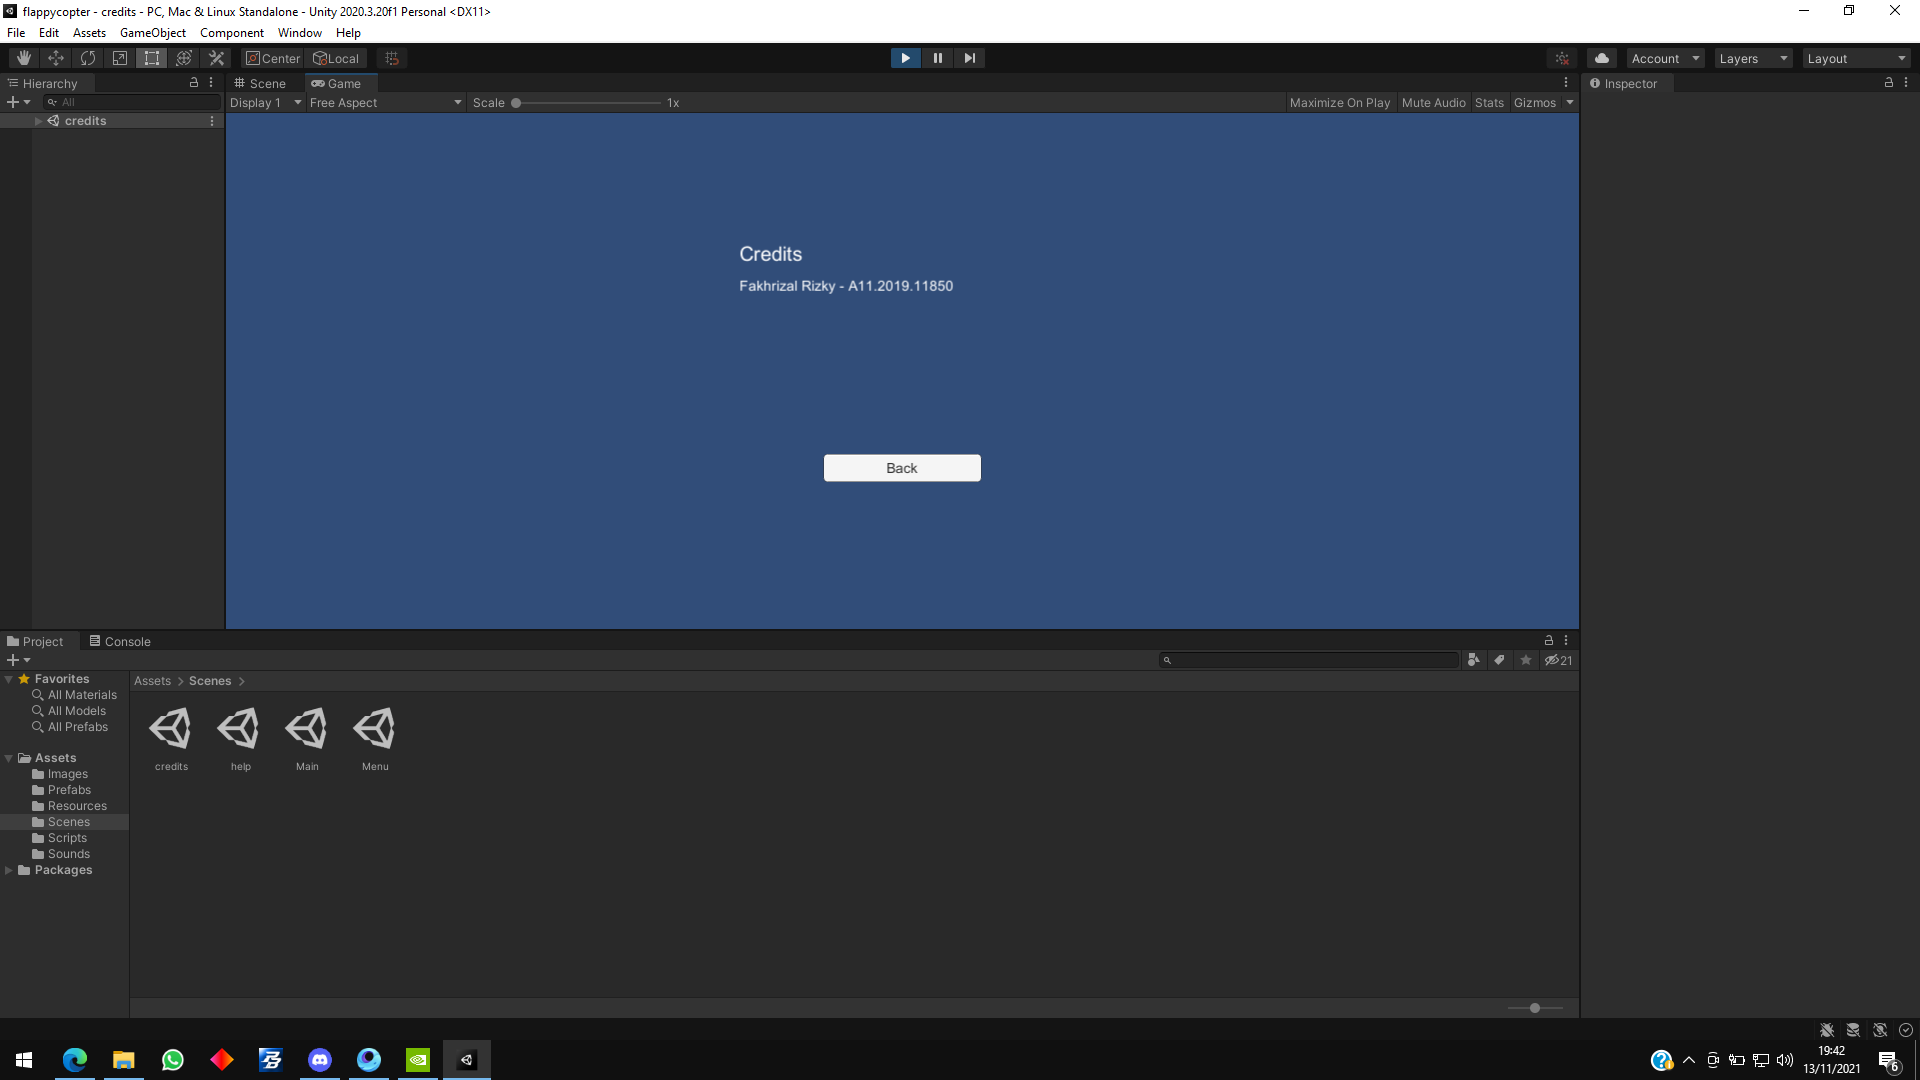 flappycopter - credits - PC, Mac & Linux Standalone - Unity 2020.3.20f1 Personal <DX11>
File Edit Assets GameObject Component Window Help
Center Local Account Layers Layout
Hierarchy
All
credits
Scene Game
Display 1 Free Aspect Scale 1x Maximize On Play Mute Audio Stats Gizmos
Inspector
Credits
Fakhrizal Rizky - A11.2019.11850
Back
Project Console
21
Favorites
All Materials
All Models
All Prefabs
Assets
Images
Prefabs
Resources
Scenes
Scripts
Sounds
Packages
Assets > Scenes >
credits help Main Menu
19:42
13/11/2021
6